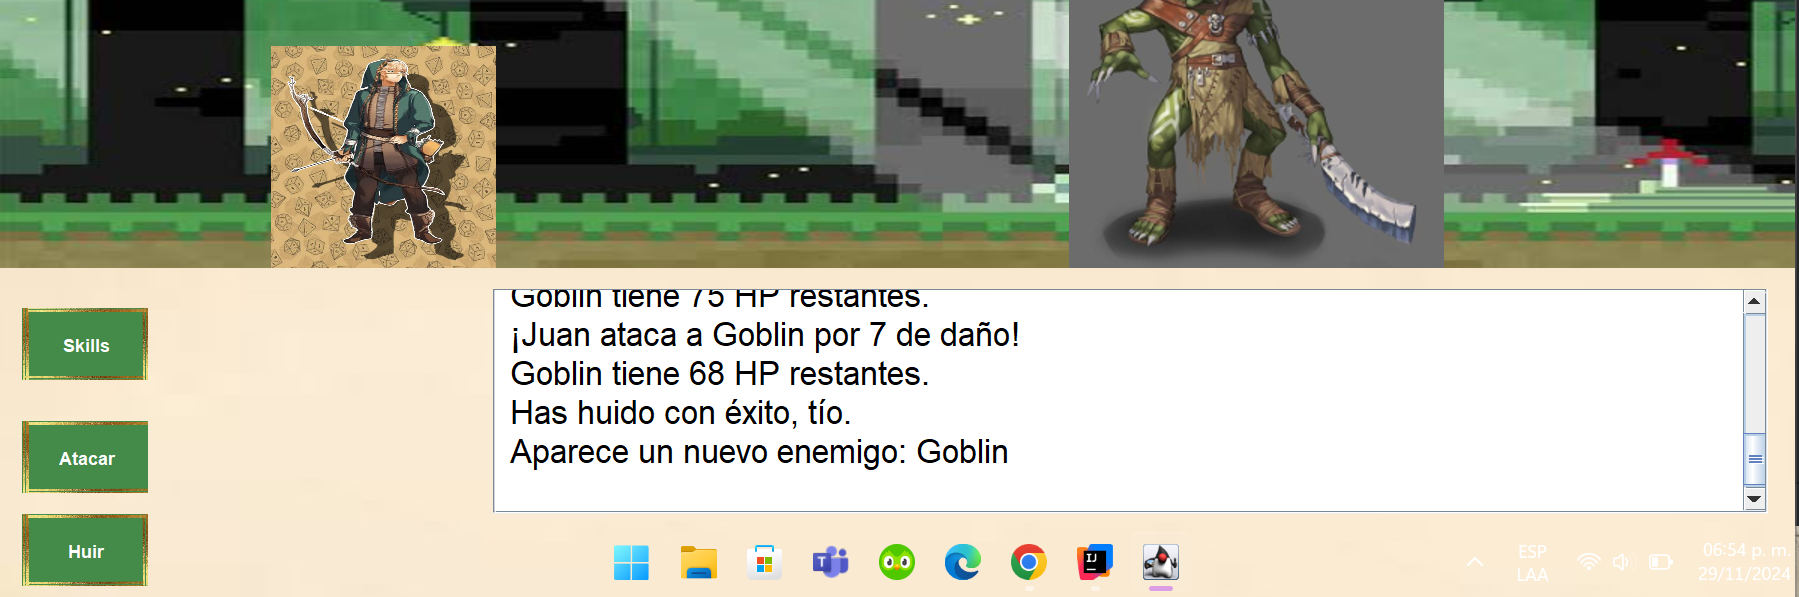 Goblin tiene 75 HP restantes.
¡Juan ataca a Goblin por 7 de daño!
Goblin tiene 68 HP restantes.
Has huido con éxito, tío.
Aparece un nuevo enemigo: Goblin
Skills
Atacar
Huir
ESP
LAA
06:54 p. m.
29/11/2024
T
IJ